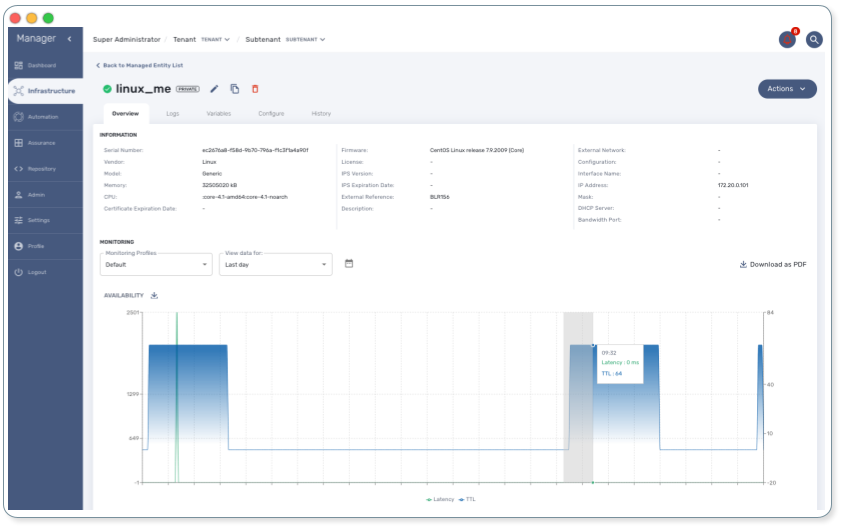 Manager
Super Administrator / Tenant TENANT / Subtenant SUBTENANT
8
Dashboard
Infrastructure
Automation
Assurance
Repository
Admin
Settings
Profile
Logout
Back to Managed Entity List
linux_me PRIVATE
Actions
Overview Logs Variables Configure History
INFORMATION
Serial Number: ec2676a8-f58d-9b70-796a-f1c3f1a4a90f Firmware: CentOS Linux release 7.9.2009 (Core) External Network: -
Vendor: Linux License: - Configuration: -
Model: Generic IPS Version: - Interface Name: -
Memory: 32505020 kB IPS Expiration Date: - IP Address: 172.20.0.101
CPU: :core-4.1-amd64:core-4.1-noarch External Reference: BLR156 Mask: -
Certificate Expiration Date: - Description: - DHCP Server: -
Bandwidth Port: -
MONITORING
Monitoring Profiles View data for:
Default Last day
Download as PDF
AVAILABILITY
2501 84
09:32
Latency : 0 ms
TTL : 64
1299 40
649 10
-1 -20
Latency TTL